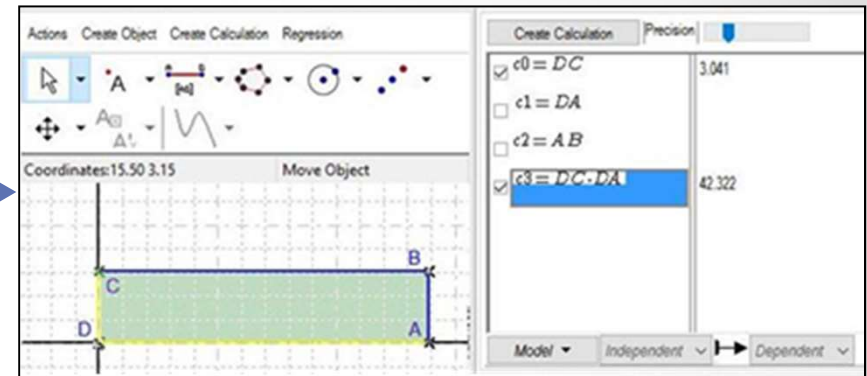 Actions Create Object Create Calculation Regression
A
Coordinates:15.50 3.15 Move Object
B
C
D
A
Create Calculation Precision
c0 = DC 3.041
c1 = DA
c2 = AB
c3 = DC·DA 42.322
Model Independent Dependent